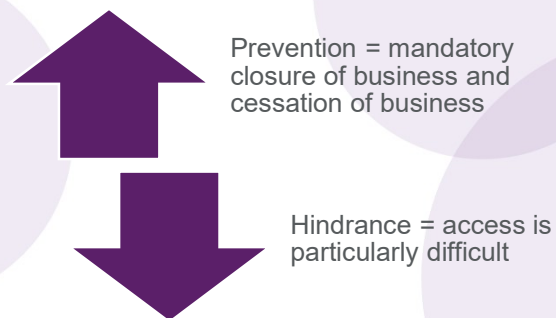 Prevention = mandatory
closure of business and
cessation of business
Hindrance = access is
particularly difficult